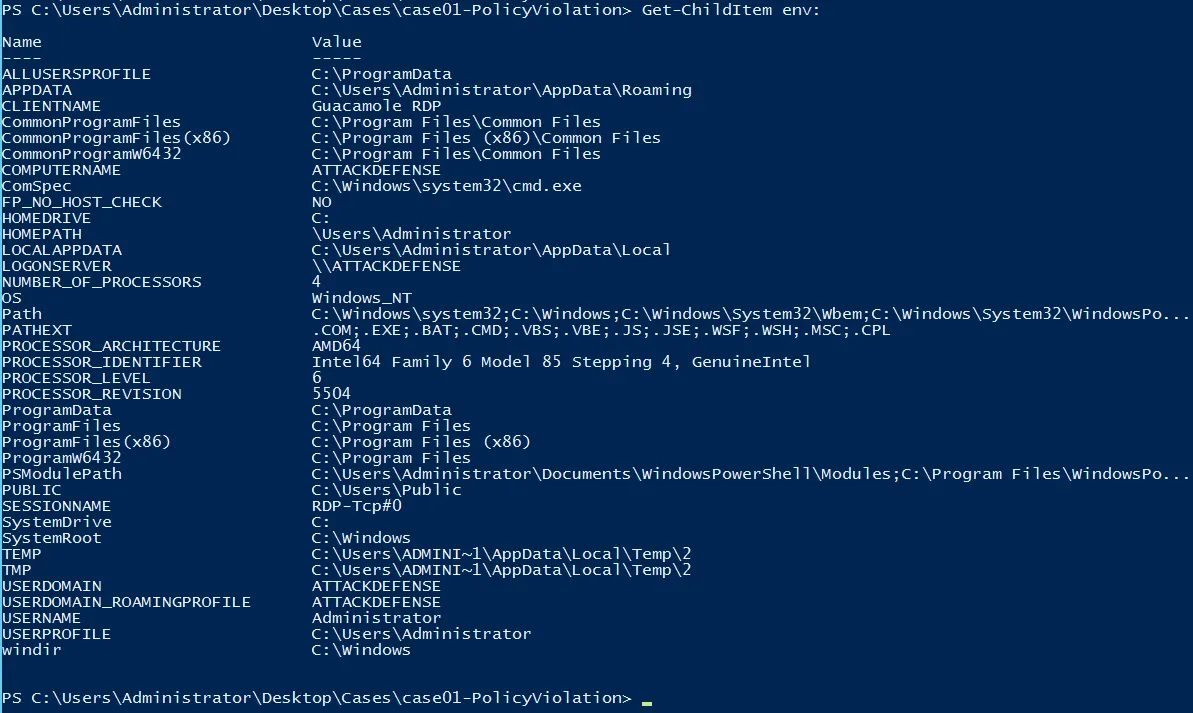 PS C:\Users\Administrator\Desktop\Cases\case01-PolicyViolation> Get-ChildItem env:
Name Value
---- -----
ALLUSERSPROFILE C:\ProgramData
APPDATA C:\Users\Administrator\AppData\Roaming
CLIENTNAME Guacamole RDP
CommonProgramFiles C:\Program Files\Common Files
CommonProgramFiles(x86) C:\Program Files (x86)\Common Files
CommonProgramW6432 C:\Program Files\Common Files
COMPUTERNAME ATTACKDEFENSE
ComSpec C:\Windows\system32\cmd.exe
FP_NO_HOST_CHECK NO
HOMEDRIVE C:
HOMEPATH \Users\Administrator
LOCALAPPDATA C:\Users\Administrator\AppData\Local
LOGONSERVER \\ATTACKDEFENSE
NUMBER_OF_PROCESSORS 4
OS Windows_NT
Path C:\Windows\system32;C:\Windows;C:\Windows\System32\Wbem;C:\Windows\System32\WindowsPo...
PATHEXT .COM;.EXE;.BAT;.CMD;.VBS;.VBE;.JS;.JSE;.WSF;.WSH;.MSC;.CPL
PROCESSOR_ARCHITECTURE AMD64
PROCESSOR_IDENTIFIER Intel64 Family 6 Model 85 Stepping 4, GenuineIntel
PROCESSOR_LEVEL 6
PROCESSOR_REVISION 5504
ProgramData C:\ProgramData
ProgramFiles C:\Program Files
ProgramFiles(x86) C:\Program Files (x86)
ProgramW6432 C:\Program Files
PSModulePath C:\Users\Administrator\Documents\WindowsPowerShell\Modules;C:\Program Files\WindowsPo...
PUBLIC C:\Users\Public
SESSIONNAME RDP-Tcp#0
SystemDrive C:
SystemRoot C:\Windows
TEMP C:\Users\ADMINI~1\AppData\Local\Temp\2
TMP C:\Users\ADMINI~1\AppData\Local\Temp\2
USERDOMAIN ATTACKDEFENSE
USERDOMAIN_ROAMINGPROFILE ATTACKDEFENSE
USERNAME Administrator
USERPROFILE C:\Users\Administrator
windir C:\Windows
PS C:\Users\Administrator\Desktop\Cases\case01-PolicyViolation> _